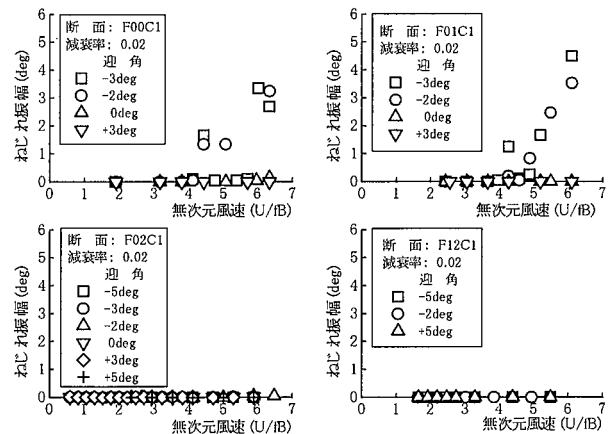 断 面: F00C1
減衰率: 0.02
迎 角
-3deg
-2deg
0deg
+3deg
ねじれ振幅(deg)
6
5
4
3
2
1
0
0 1 2 3 4 5 6 7
無次元風速(U/fB)
断 面: F01C1
減衰率: 0.02
迎 角
-3deg
-2deg
0deg
+3deg
ねじれ振幅(deg)
6
5
4
3
2
1
0
0 1 2 3 4 5 6 7
無次元風速(U/fB)
断 面: F02C1
減衰率: 0.02
迎 角
-5deg
-3deg
-2deg
0deg
+3deg
+5deg
ねじれ振幅(deg)
6
5
4
3
2
1
0
0 1 2 3 4 5 6 7
無次元風速(U/fB)
断 面: F12C1
減衰率: 0.02
迎 角
-5deg
-2deg
+5deg
ねじれ振幅(deg)
6
5
4
3
2
1
0
0 1 2 3 4 5 6 7
無次元風速(U/fB)